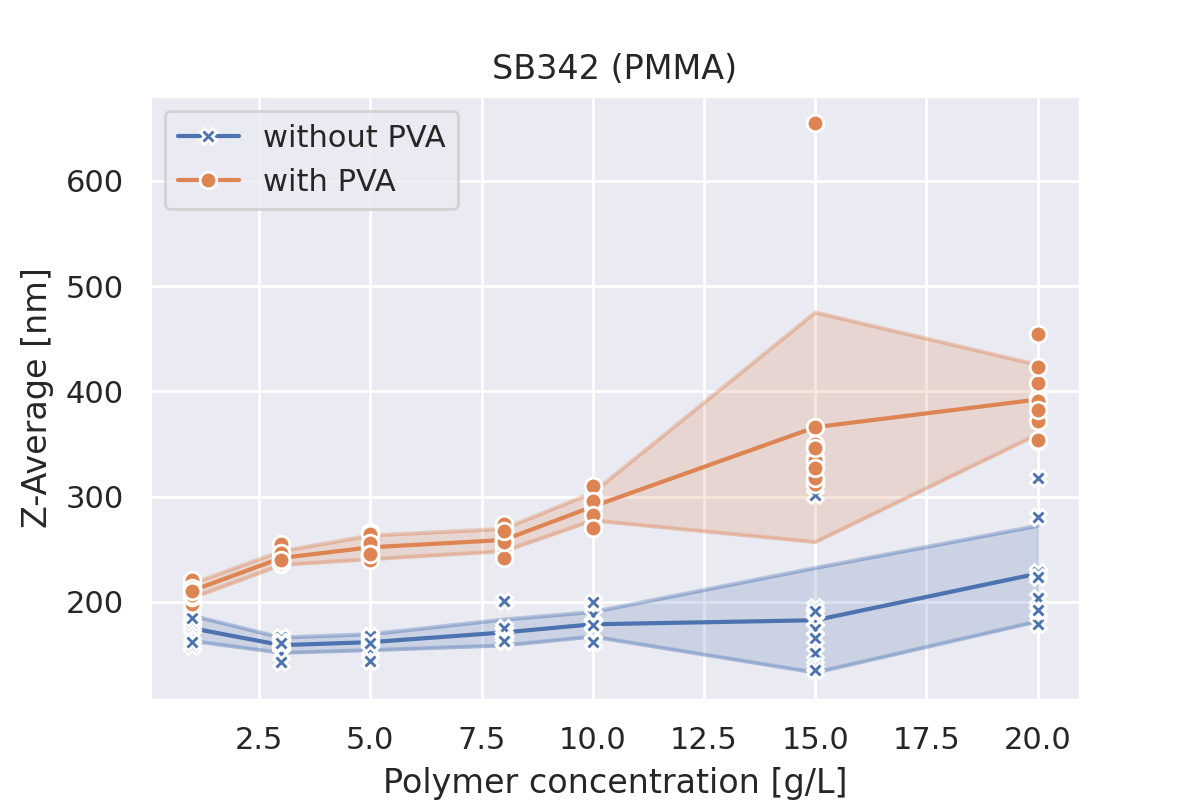 SB342 (PMMA)
without PVA
with PVA
600
500
400
300
200
Z-Average [nm]
2.5 5.0 7.5 10.0 12.5 15.0 17.5 20.0
Polymer concentration [g/L]